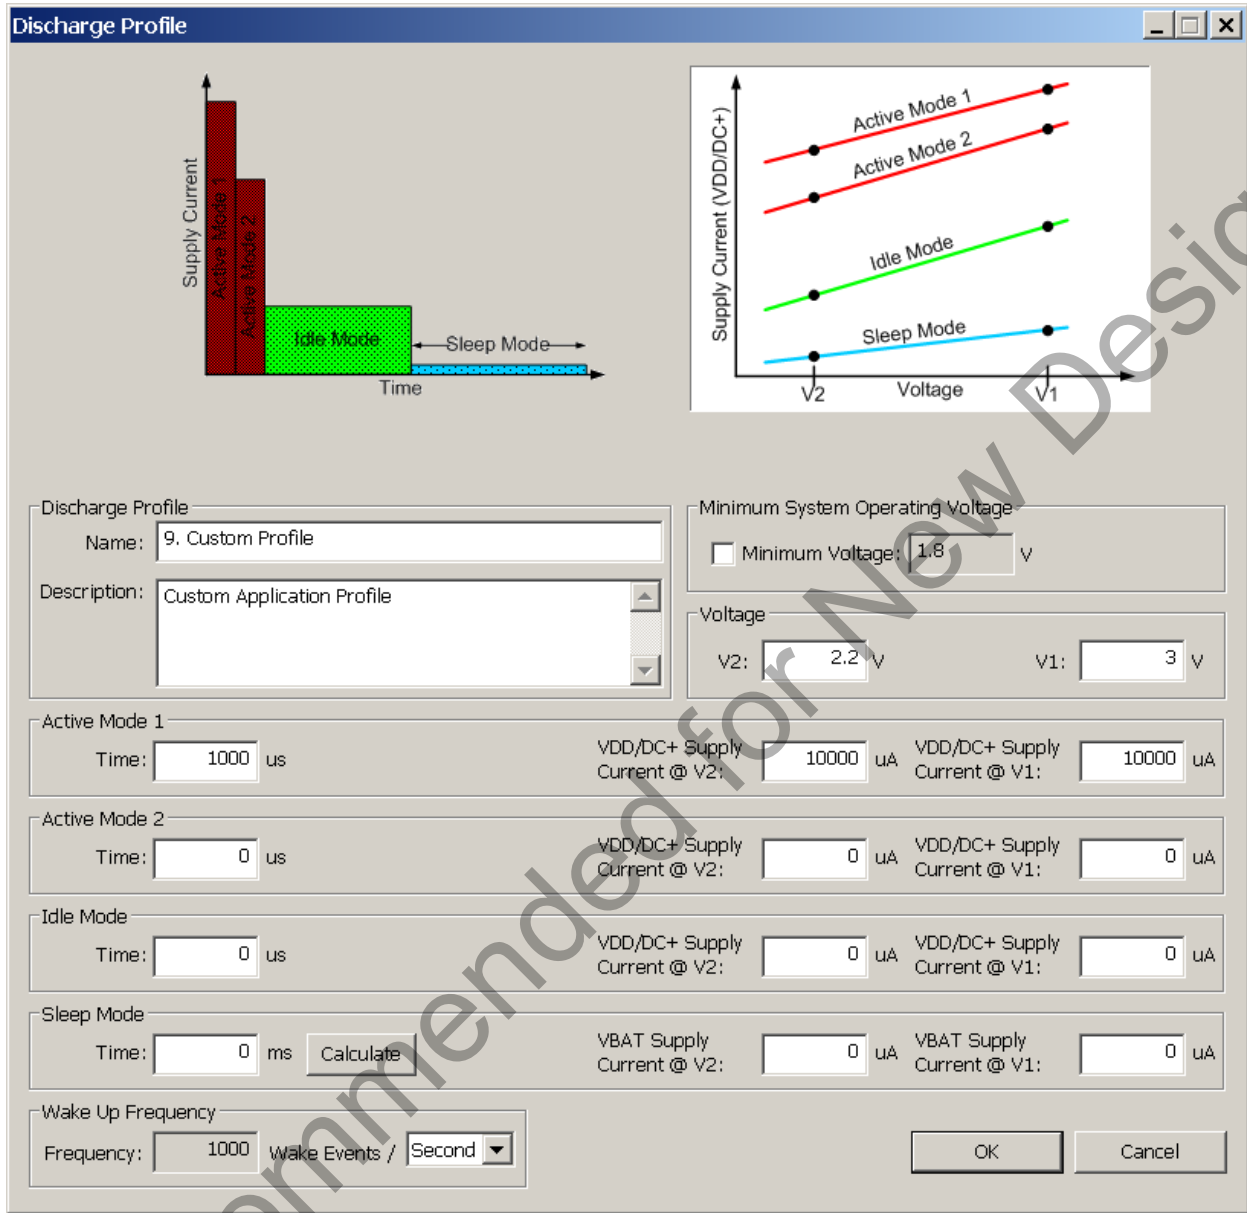 Discharge Profile
Supply Current
Active Mode 1
Active Mode 2
Idle Mode
Sleep Mode
Time
Supply Current (VDD/DC+)
Active Mode 1
Active Mode 2
Idle Mode
Sleep Mode
V2 Voltage V1
Discharge Profile
Name: 9. Custom Profile
Description: Custom Application Profile
Minimum System Operating Voltage
Minimum Voltage: 1.8 V
Voltage
V2: 2.2 V V1: 3 V
Active Mode 1
Time: 1000 us VDD/DC+ Supply Current @ V2: 10000 uA VDD/DC+ Supply Current @ V1: 10000 uA
Active Mode 2
Time: 0 us VDD/DC+ Supply Current @ V2: 0 uA VDD/DC+ Supply Current @ V1: 0 uA
Idle Mode
Time: 0 us VDD/DC+ Supply Current @ V2: 0 uA VDD/DC+ Supply Current @ V1: 0 uA
Sleep Mode
Time: 0 ms Calculate VBAT Supply Current @ V2: 0 uA VBAT Supply Current @ V1: 0 uA
Wake Up Frequency
Frequency: 1000 Wake Events / Second
OK Cancel
for New